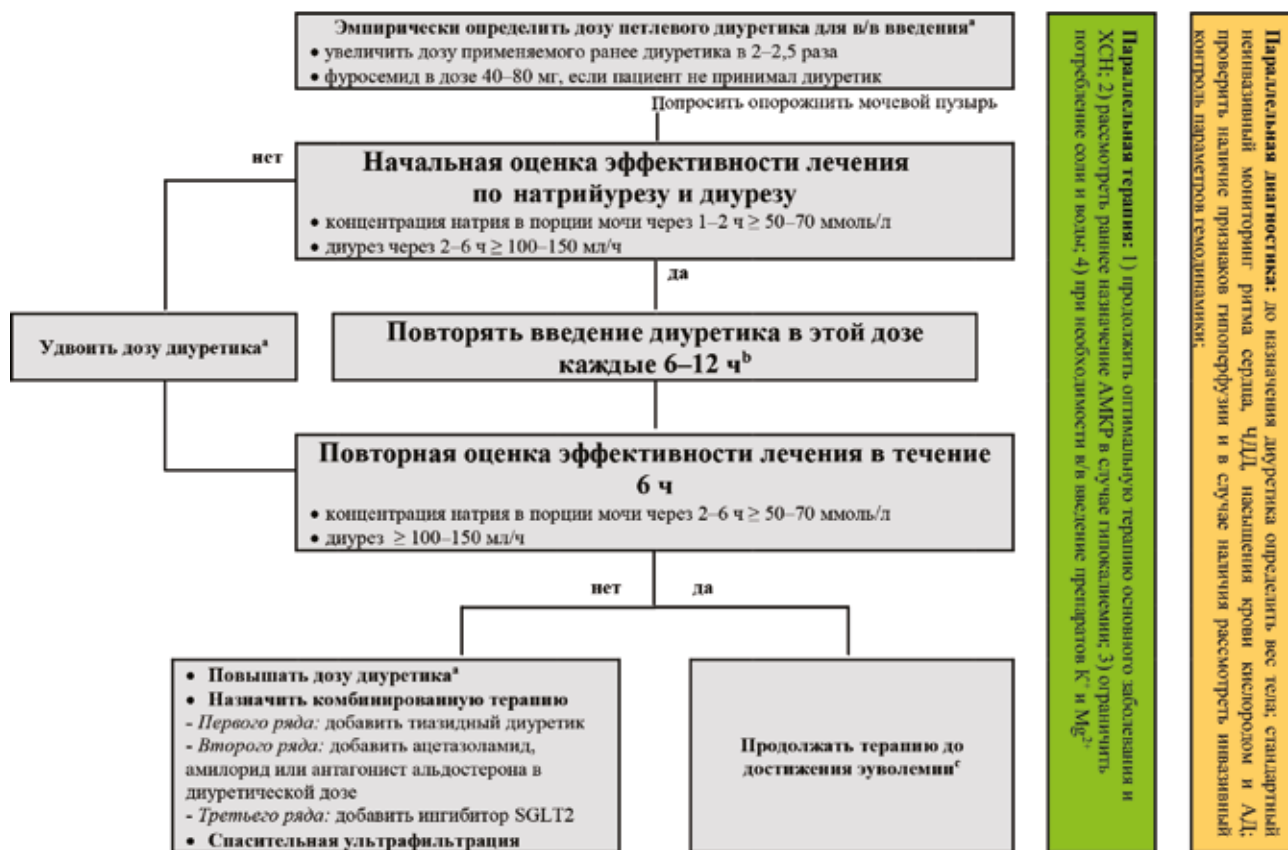 Эмпирически определить дозу петлевого диуретика для в/в введенияᵃ
• увеличить дозу применяемого ранее диуретика в 2–2,5 раза
• фуросемид в дозе 40–80 мг, если пациент не принимал диуретик
Попросить опорожнить мочевой пузырь
нет
Начальная оценка эффективности лечения
по натрийурезу и диурезу
• концентрация натрия в порции мочи через 1–2 ч ≥ 50–70 ммоль/л
• диурез через 2–6 ч ≥ 100–150 мл/ч
да
Удвоить дозу диуретикаᵃ
Повторять введение диуретика в этой дозе
каждые 6–12 чᵇ
Повторная оценка эффективности лечения в течение
6 ч
• концентрация натрия в порции мочи через 2–6 ч ≥ 50–70 ммоль/л
• диурез ≥ 100–150 мл/ч
нет
да
• Повышать дозу диуретикаᵃ
• Назначить комбинированную терапию
- Первого ряда: добавить тиазидный диуретик
- Второго ряда: добавить ацетазоламид,
амилорид или антагонист альдостерона в
диуретической дозе
- Третьего ряда: добавить ингибитор SGLT2
• Спасительная ультрафильтрация
Продолжать терапию до
достижения эуволемииᶜ
Параллельная терапия: 1) продолжить оптимальную терапию основного заболевания и
ХСН; 2) рассмотреть раннее назначение АМКР в случае гипокалиемии; 3) ограничить
потребление соли и воды; 4) при необходимости в/в введение препаратов K⁺ и Mg²⁺
Параллельная диагностика: до назначения диуретика определить вес тела; стандартный
неинвазивный мониторинг ритма сердца, ЧДД, насыщения крови кислородом и АД;
проверить наличие признаков гипоперфузии и в случае наличия рассмотреть инвазивный
контроль параметров гемодинамики;